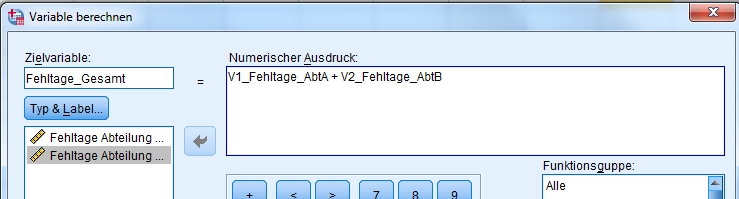 Variable berechnen
Zielvariable:
Numerischer Ausdruck:
Fehltage_Gesamt
=
V1_Fehltage_AbtA + V2_Fehltage_AbtB
Typ & Label...
Fehltage Abteilung ...
Fehltage Abteilung ...
Funktionsgruppe:
Alle
+ < > 7 8 9